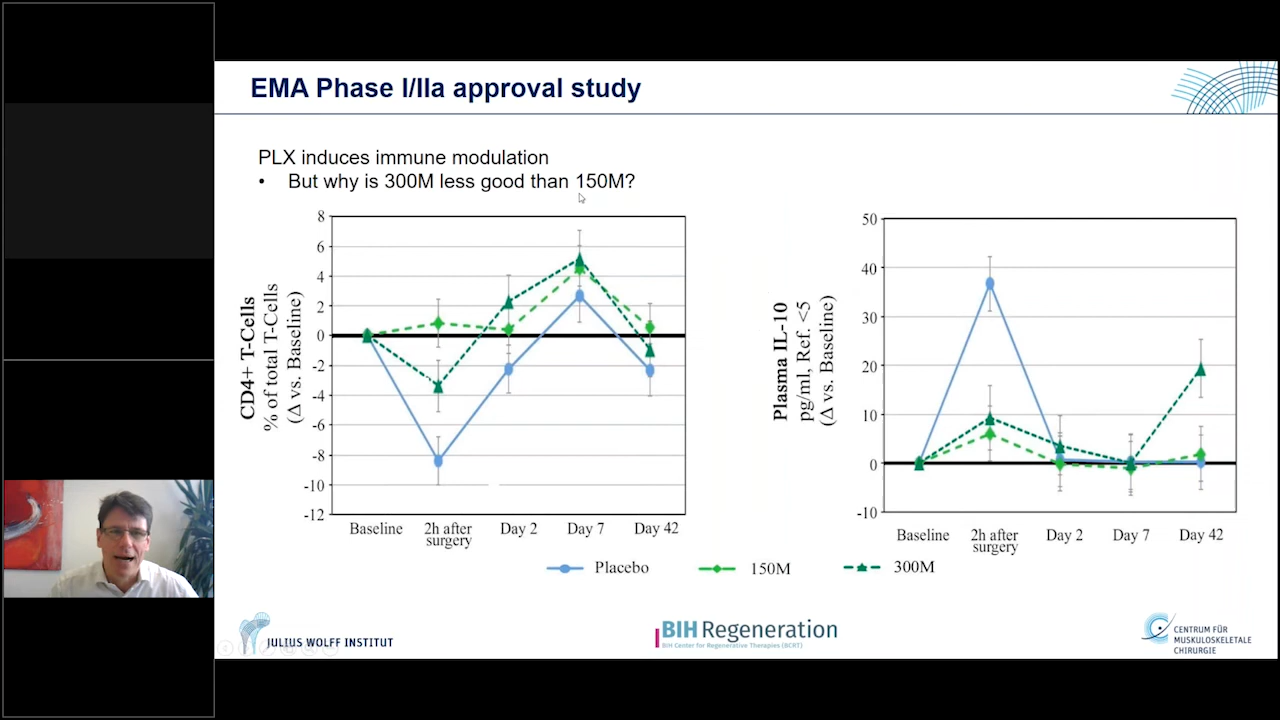 EMA Phase I/IIa approval study
PLX induces immune modulation
• But why is 300M less good than 150M?
CD4+ T-Cells
% of total T-Cells
(Δ vs. Baseline)
8
6
4
2
0
-2
-4
-6
-8
-10
-12
Baseline
2h after
surgery
Day 2
Day 7
Day 42
Plasma IL-10
pg/ml, Ref. <5
(Δ vs. Baseline)
50
40
30
20
10
0
-10
Baseline
2h after
surgery
Day 2
Day 7
Day 42
Placebo
150M
300M
JULIUS WOLFF INSTITUT
BIH Regeneration
BIH Center for Regenerative Therapies (BCRT)
CENTRUM FÜR
MUSKULOSKELETALE
CHIRURGIE